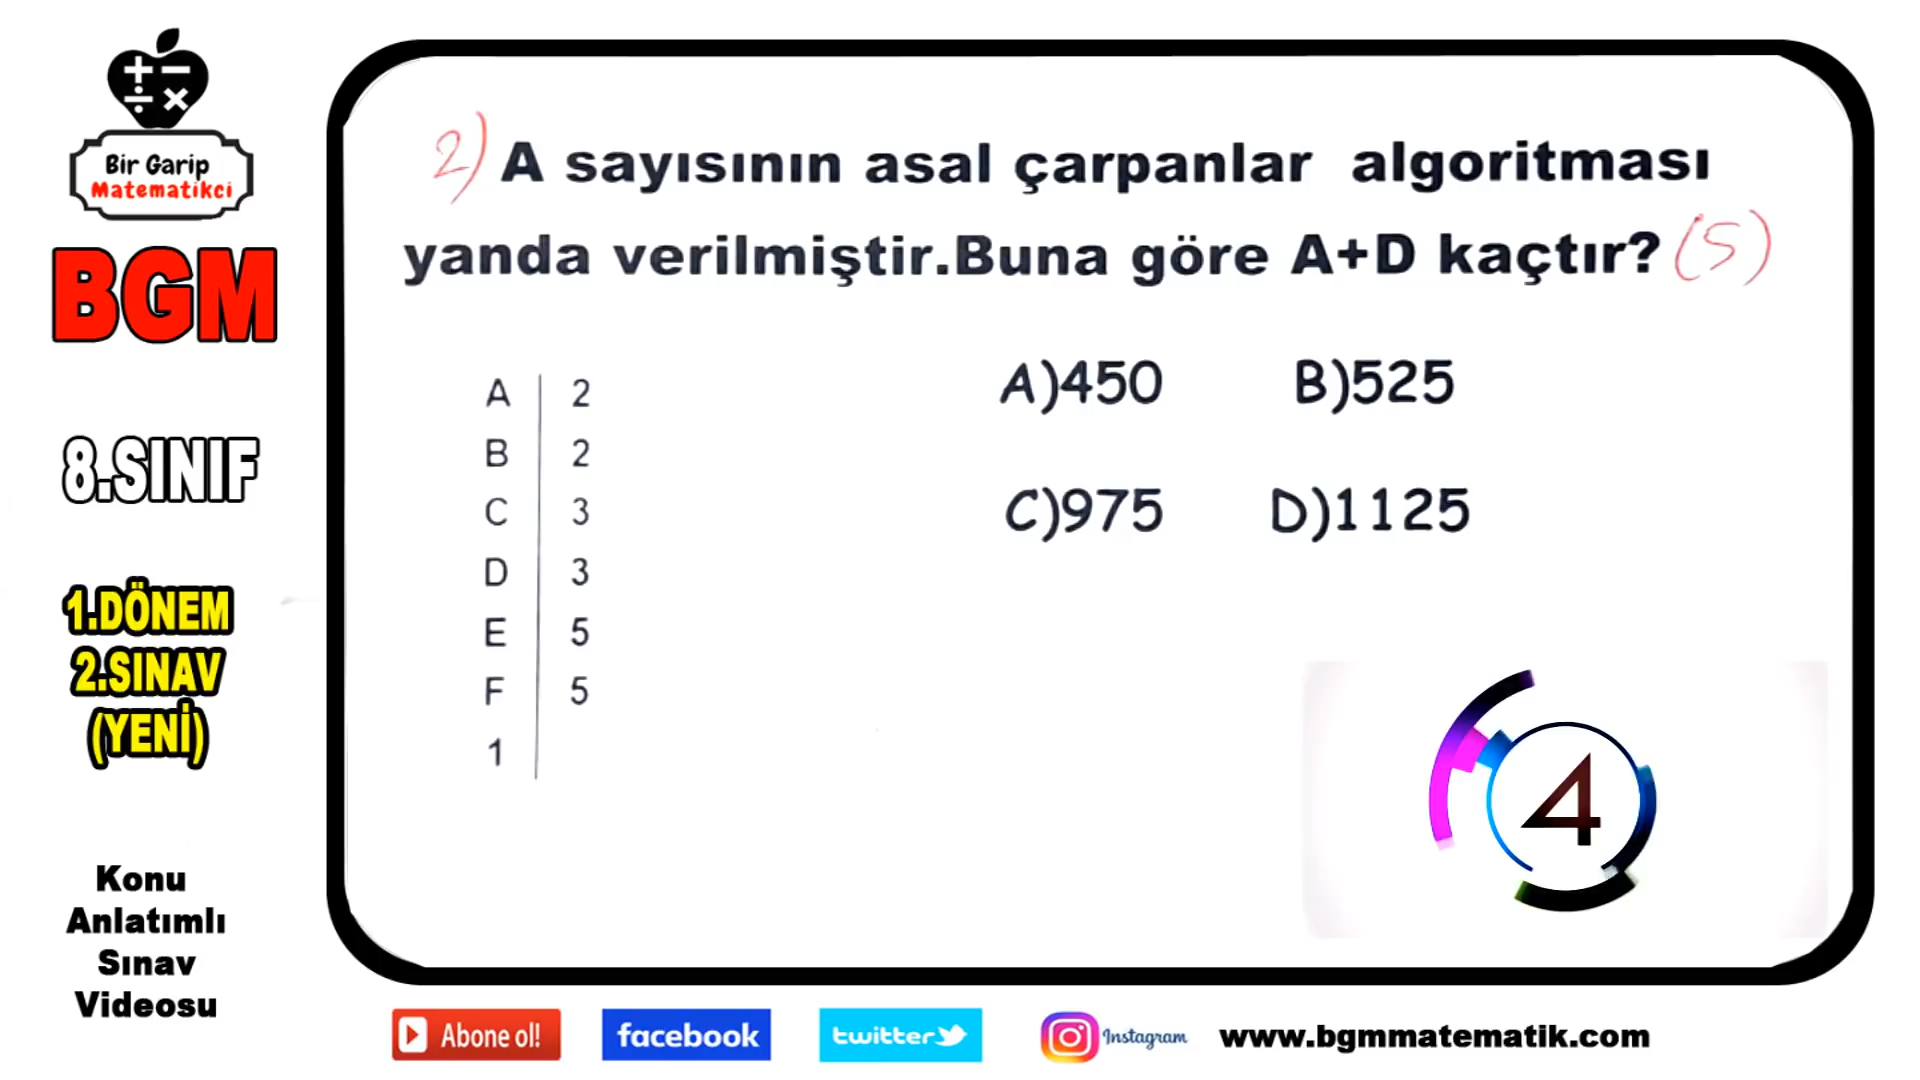 + −
÷ ×
Bir Garip
Matematikci
BGM
8.SINIF
1.DÖNEM
2.SINAV
(YENİ)
Konu
Anlatımlı
Sınav
Videosu
2) A sayısının asal çarpanlar algoritması
yanda verilmiştir.Buna göre A+D kaçtır? (5)
A 2
B 2
C 3
D 3
E 5
F 5
1
A)450 B)525
C)975 D)1125
4
Abone ol! facebook twitter Instagram www.bgmmatematik.com